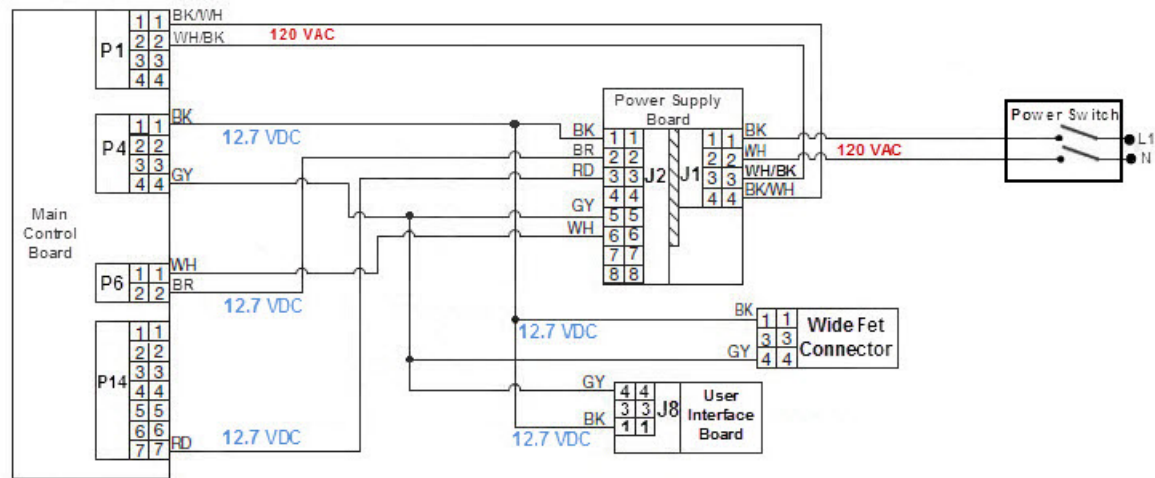 P1
1 1 BK/WH
2 2 WH/BK
3 3
4 4
120 VAC
P4
1 1 BK
2 2
3 3
4 4 GY
12.7 VDC
Main
Control
Board
P6
1 1 WH
2 2 BR
12.7 VDC
P14
1 1
2 2
3 3
4 4
5 5
6 6
7 7 RD
12.7 VDC
Power Supply
Board
BK 1 1
BR 2 2
RD 3 3
4 4
GY 5 5
WH 6 6
7 7
8 8
J2
J1
1 1 BK
2 2 WH
3 3 WH/BK
4 4 BK/WH
120 VAC
Power Switch
L1
N
12.7 VDC
BK 1 1
3 3
GY 4 4
Wide Fet
Connector
GY 4 4
3 3
BK 1 1
J8
12.7 VDC
User
Interface
Board